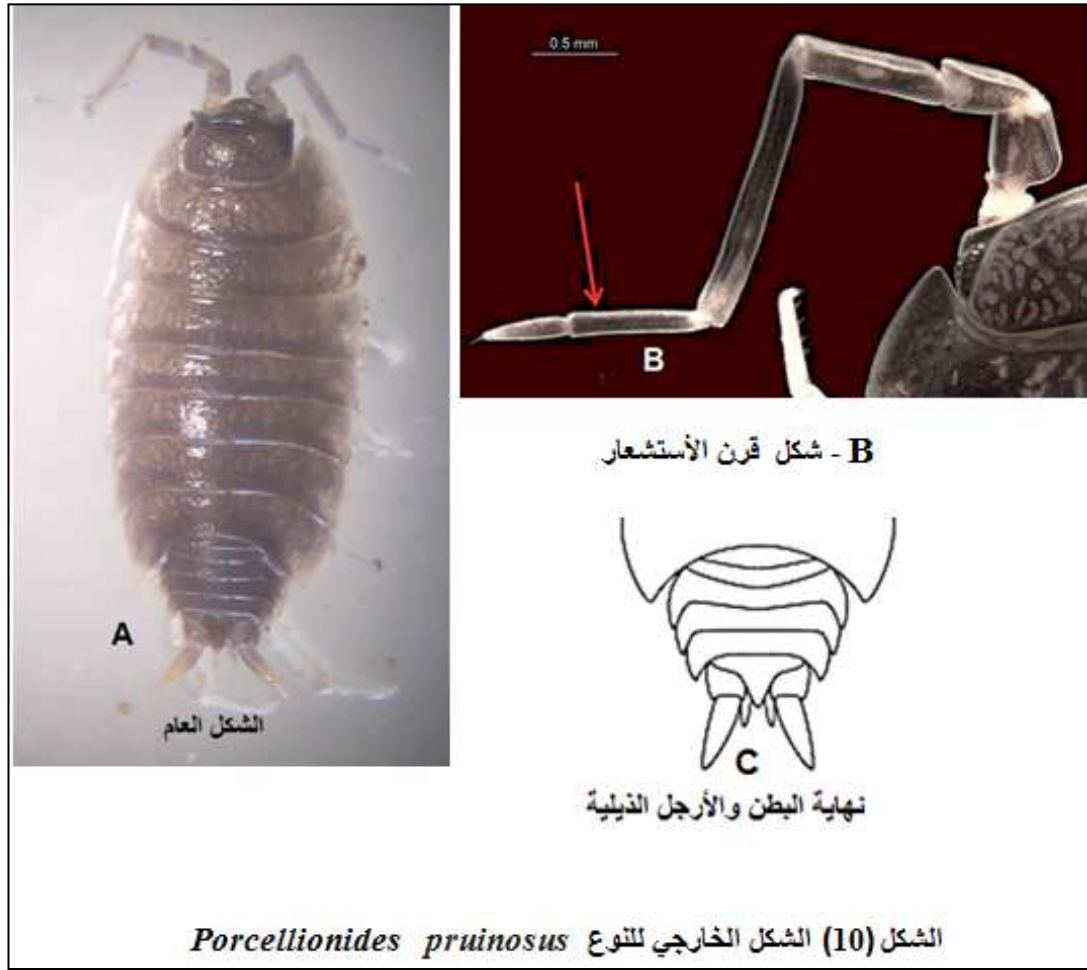 0.5 mm
B
B - شكل قرن الأستشعار
A
الشكل العام
C
نهاية البطن والأرجل الذيلية
الشكل (10) الشكل الخارجي للنوع Porcellionides pruinosus